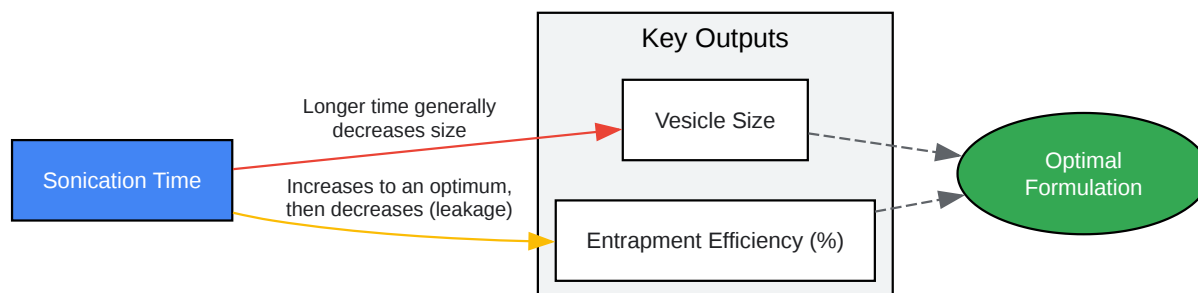 Key Outputs
Longer time generally
decreases size
Vesicle Size
Sonication Time
Increases to an optimum,
then decreases (leakage)
Entrapment Efficiency (%)
Optimal
Formulation